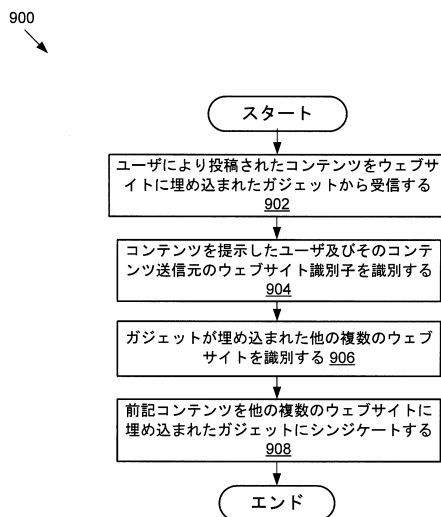 900
スタート
ユーザにより投稿されたコンテンツをウェブサ
イトに埋め込まれたガジェットから受信する
902
コンテンツを提示したユーザ及びそのコンテ
ンツ送信元のウェブサイト識別子を識別する
904
ガジェットが埋め込まれた他の複数のウェブ
サイトを識別する 906
前記コンテンツを他の複数のウェブサイトに
埋め込まれたガジェットにシンジケートする
908
エンド